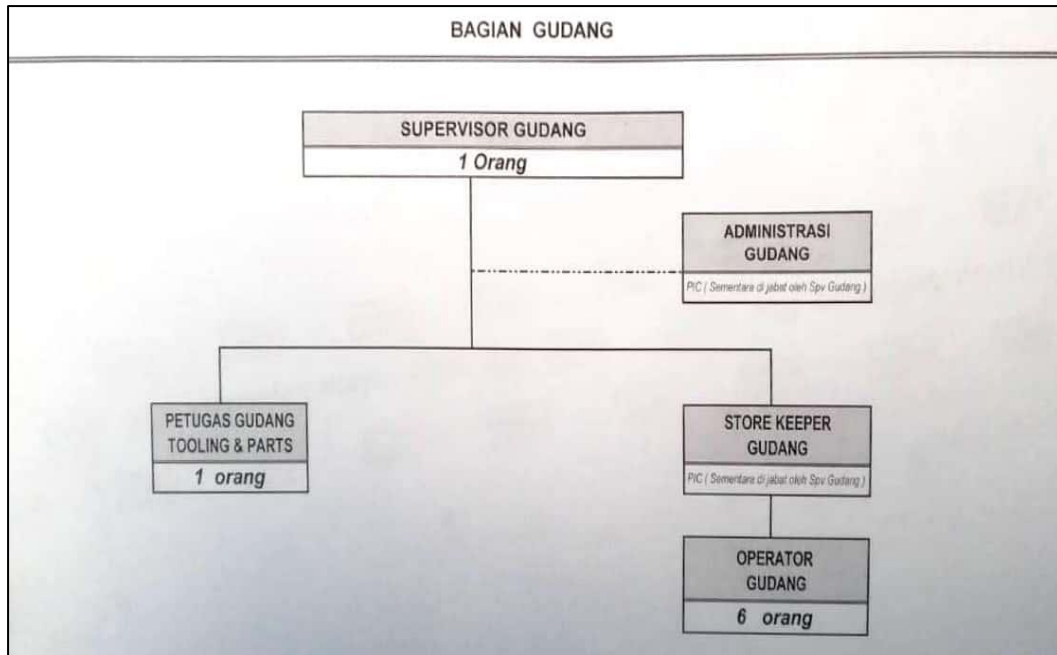 BAGIAN GUDANG
SUPERVISOR GUDANG
1 Orang
ADMINISTRASI
GUDANG
PIC ( Sementara di jabat oleh Spv Gudang )
PETUGAS GUDANG
TOOLING & PARTS
1 orang
STORE KEEPER
GUDANG
PIC ( Sementara di jabat oleh Spv Gudang )
OPERATOR
GUDANG
6 orang